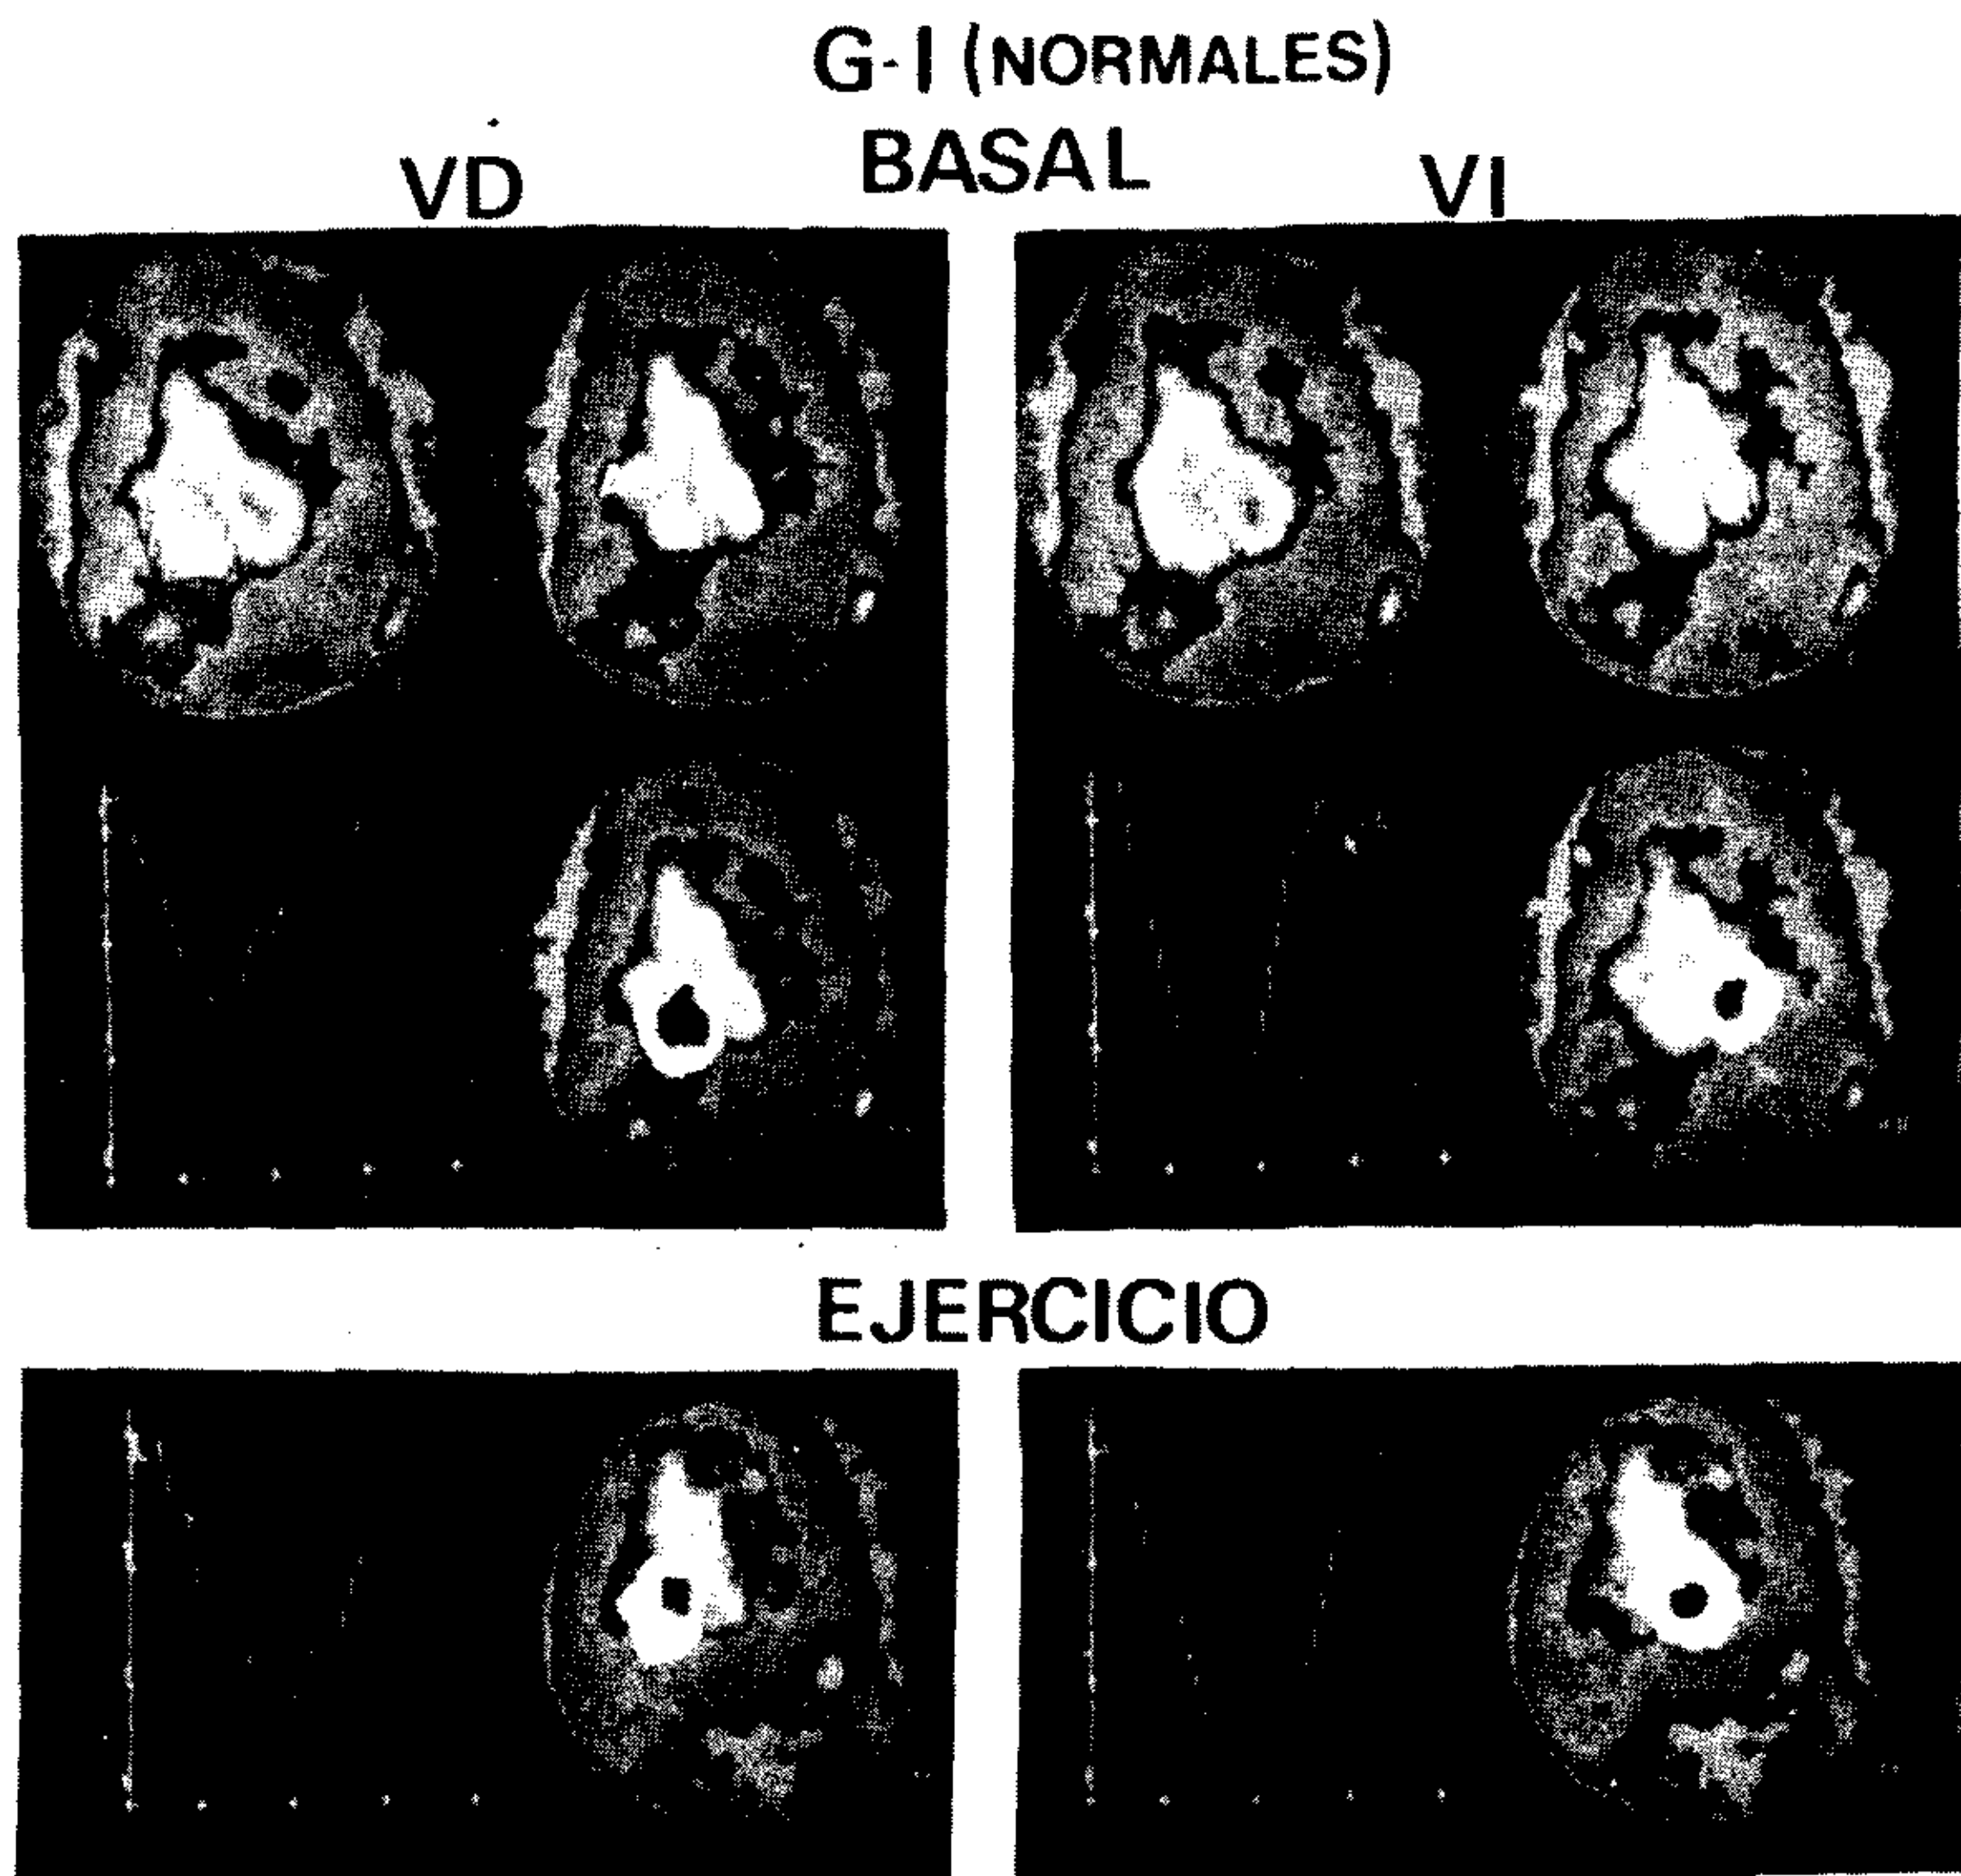 G-I (NORMALES)
BASAL
VD
VI
EJERCICIO